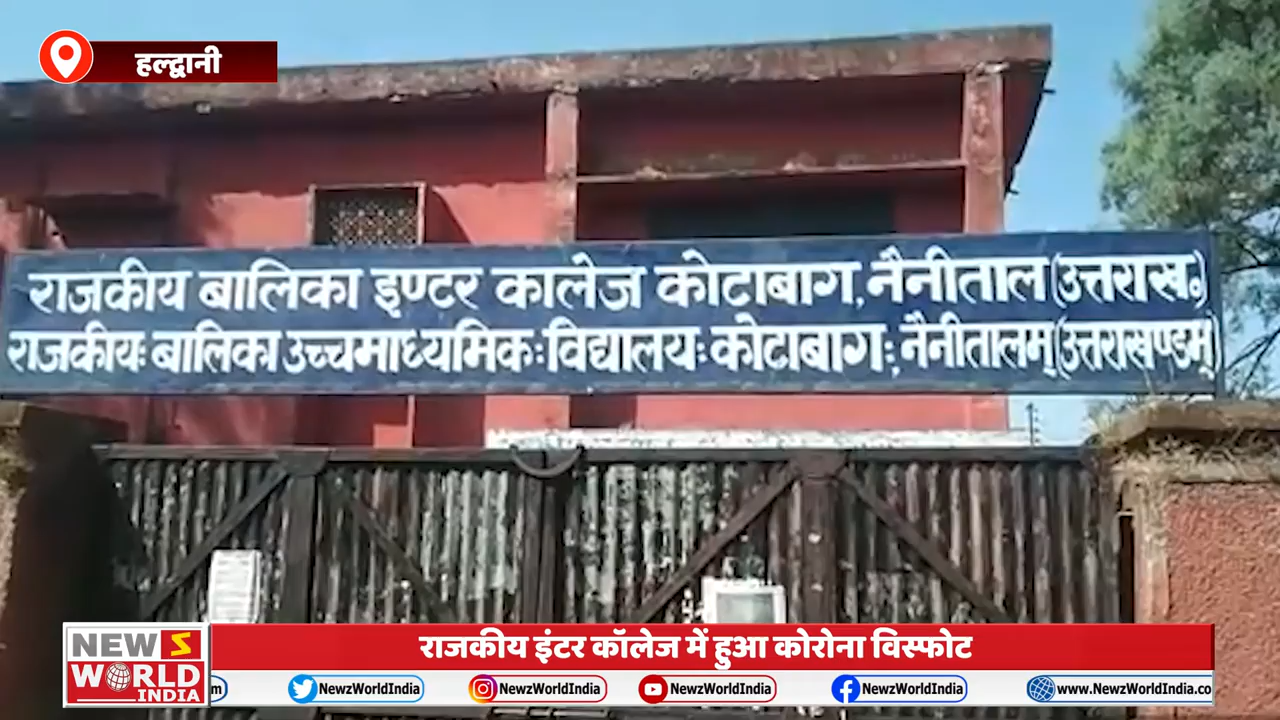 हल्द्वानी
राजकीय बालिका इण्टर कालेज कोटाबाग, नैनीताल (उत्तराख०)
राजकीयः बालिका उच्चमाध्यमिकः विद्यालयः कोटाबागः, नैनीतालम् (उत्तराखण्डम्)
राजकीय इंटर कॉलेज में हुआ कोरोना विस्फोट
NEWS
WORLD
INDIA
NewzWorldIndia NewzWorldIndia NewzWorldIndia NewzWorldIndia www.NewzWorldIndia.co